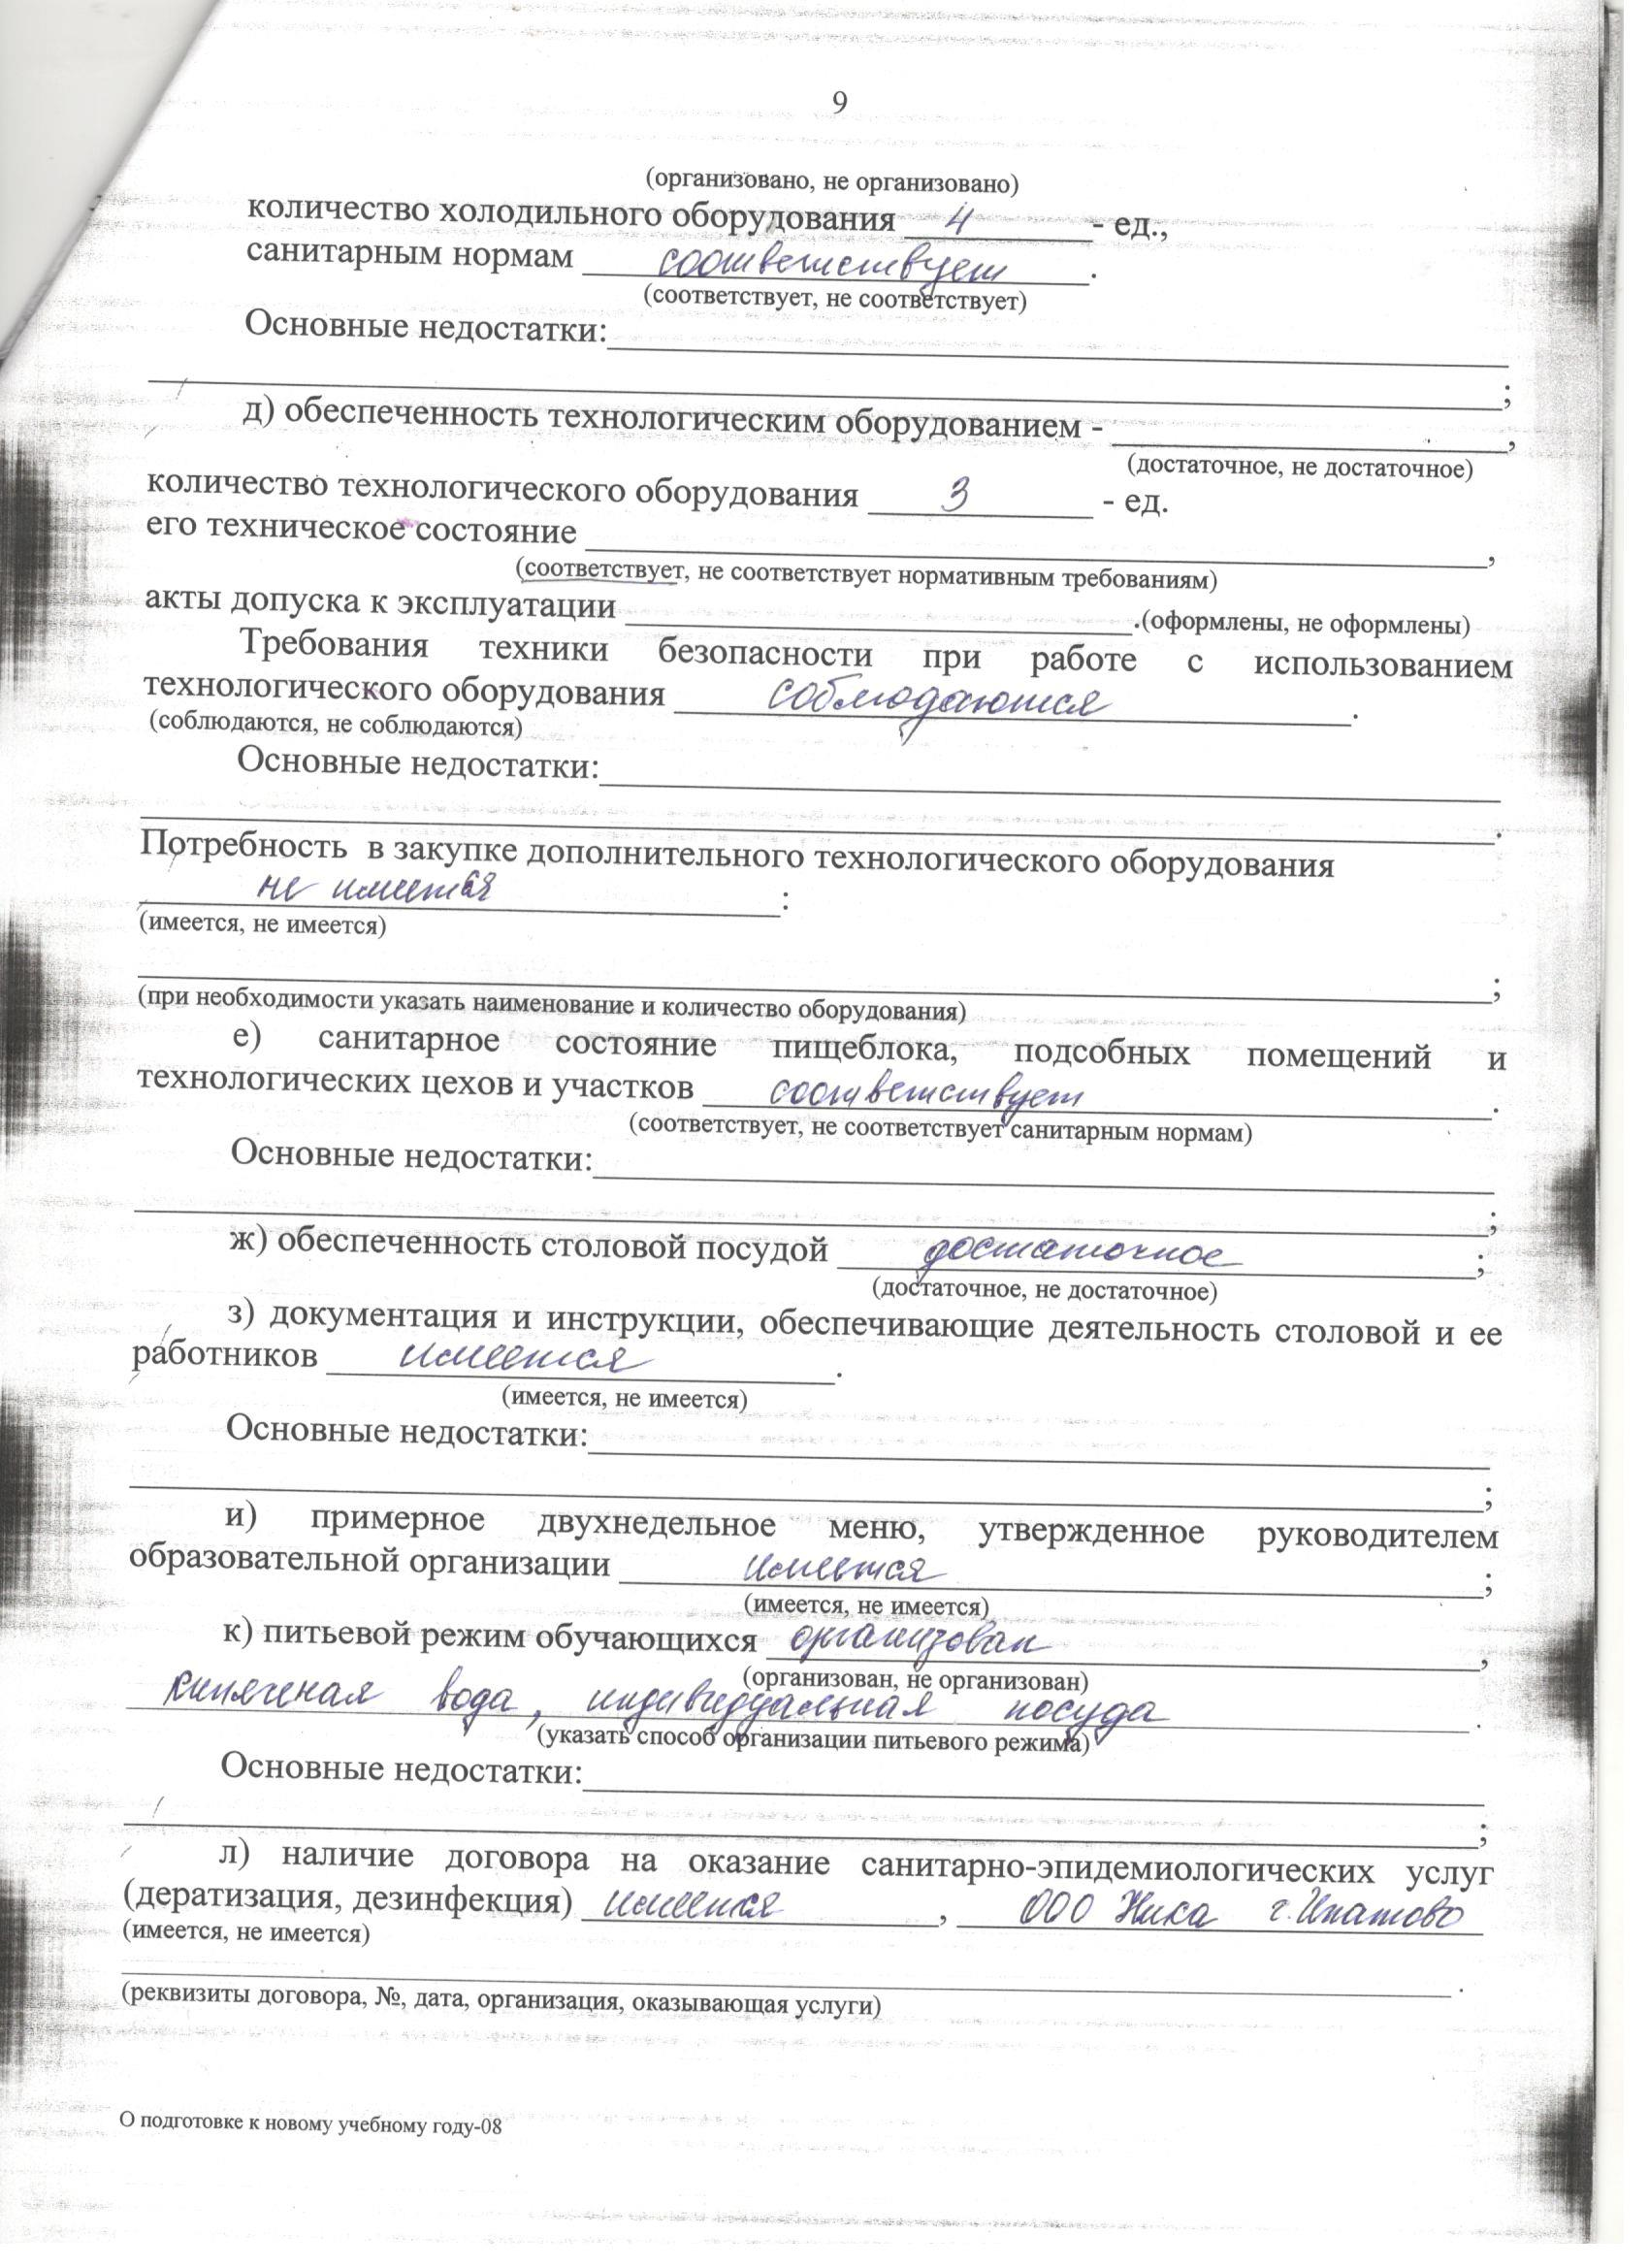 9
(организовано, не организовано)
количество холодильного оборудования 4 - ед.,
санитарным нормам соответствует.
(соответствует, не соответствует)
Основные недостатки:
;
д) обеспеченность технологическим оборудованием - ,
(достаточное, не достаточное)
количество технологического оборудования 3 - ед.
его техническое состояние ,
(соответствует, не соответствует нормативным требованиям)
акты допуска к эксплуатации .(оформлены, не оформлены)
Требования техники безопасности при работе с использованием
технологического оборудования соблюдаются.
(соблюдаются, не соблюдаются)
Основные недостатки:
.
Потребность в закупке дополнительного технологического оборудования
не имеется:
(имеется, не имеется)
;
(при необходимости указать наименование и количество оборудования)
е) санитарное состояние пищеблока, подсобных помещений и
технологических цехов и участков соответствует.
(соответствует, не соответствует санитарным нормам)
Основные недостатки:
;
ж) обеспеченность столовой посудой достаточное;
(достаточное, не достаточное)
з) документация и инструкции, обеспечивающие деятельность столовой и ее
работников имеется.
(имеется, не имеется)
Основные недостатки:
;
и) примерное двухнедельное меню, утвержденное руководителем
образовательной организации имеется;
(имеется, не имеется)
к) питьевой режим обучающихся организован,
(организован, не организован)
кипяченая вода, индивидуальная посуда.
(указать способ организации питьевого режима)
Основные недостатки:
;
л) наличие договора на оказание санитарно-эпидемиологических услуг
(дератизация, дезинфекция) имеется, ООО Ника г. Ипатово
(имеется, не имеется)
.
(реквизиты договора, №, дата, организация, оказывающая услуги)
О подготовке к новому учебному году-08